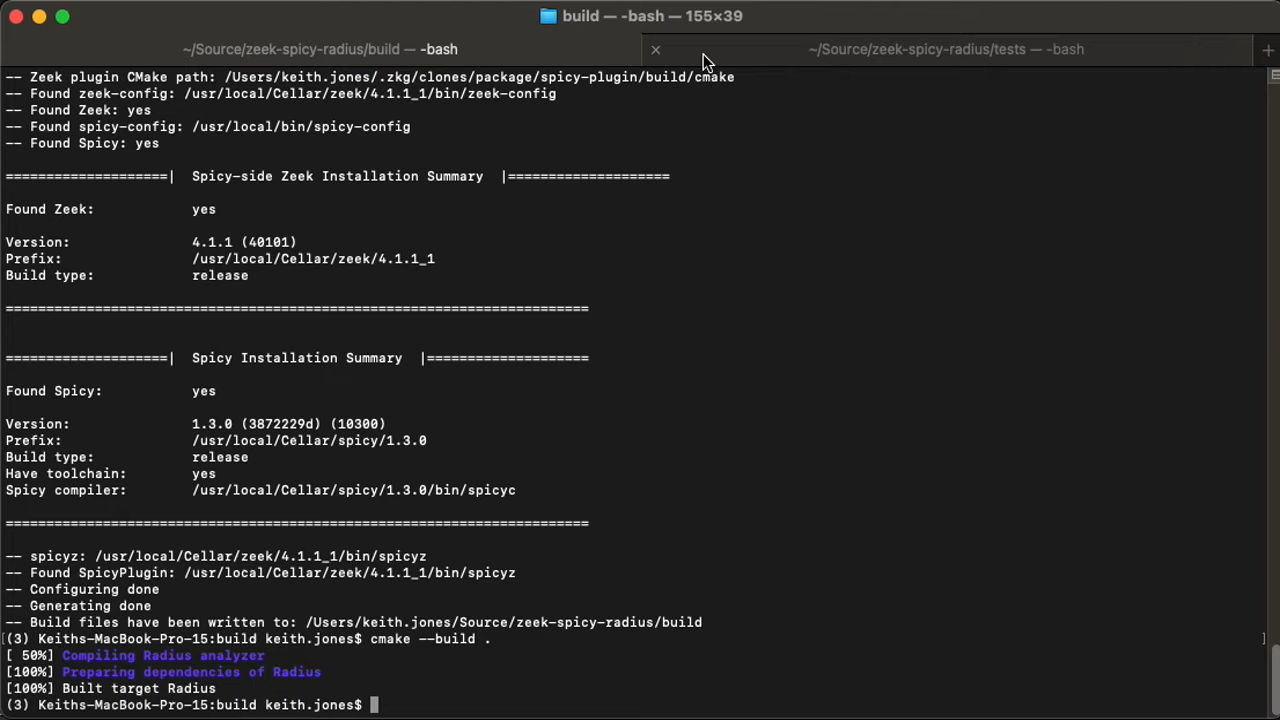 build — -bash — 155×39
~/Source/zeek-spicy-radius/build — -bash
~/Source/zeek-spicy-radius/tests — -bash
-- Zeek plugin CMake path: /Users/keith.jones/.zkg/clones/package/spicy-plugin/build/cmake
-- Found zeek-config: /usr/local/Cellar/zeek/4.1.1_1/bin/zeek-config
-- Found Zeek: yes
-- Found spicy-config: /usr/local/bin/spicy-config
-- Found Spicy: yes
====================|  Spicy-side Zeek Installation Summary  |====================
Found Zeek:            yes
Version:               4.1.1 (40101)
Prefix:                /usr/local/Cellar/zeek/4.1.1_1
Build type:            release
========================================================================
====================|  Spicy Installation Summary  |====================
Found Spicy:           yes
Version:               1.3.0 (3872229d) (10300)
Prefix:                /usr/local/Cellar/spicy/1.3.0
Build type:            release
Have toolchain:        yes
Spicy compiler:        /usr/local/Cellar/spicy/1.3.0/bin/spicyc
========================================================================
-- spicyz: /usr/local/Cellar/zeek/4.1.1_1/bin/spicyz
-- Found SpicyPlugin: /usr/local/Cellar/zeek/4.1.1_1/bin/spicyz
-- Configuring done
-- Generating done
-- Build files have been written to: /Users/keith.jones/Source/zeek-spicy-radius/build
[(3) Keiths-MacBook-Pro-15:build keith.jones$ cmake --build . ]
[ 50%] Compiling Radius analyzer
[100%] Preparing dependencies of Radius
[100%] Built target Radius
(3) Keiths-MacBook-Pro-15:build keith.jones$